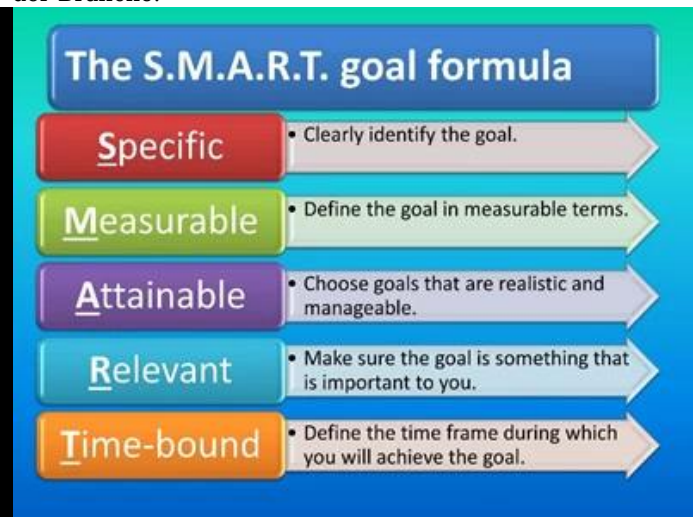 The S.M.A.R.T. goal formula
Specific
• Clearly identify the goal.
Measurable
• Define the goal in measurable terms.
Attainable
• Choose goals that are realistic and
manageable.
Relevant
• Make sure the goal is something that
is important to you.
Time-bound
• Define the time frame during which
you will achieve the goal.